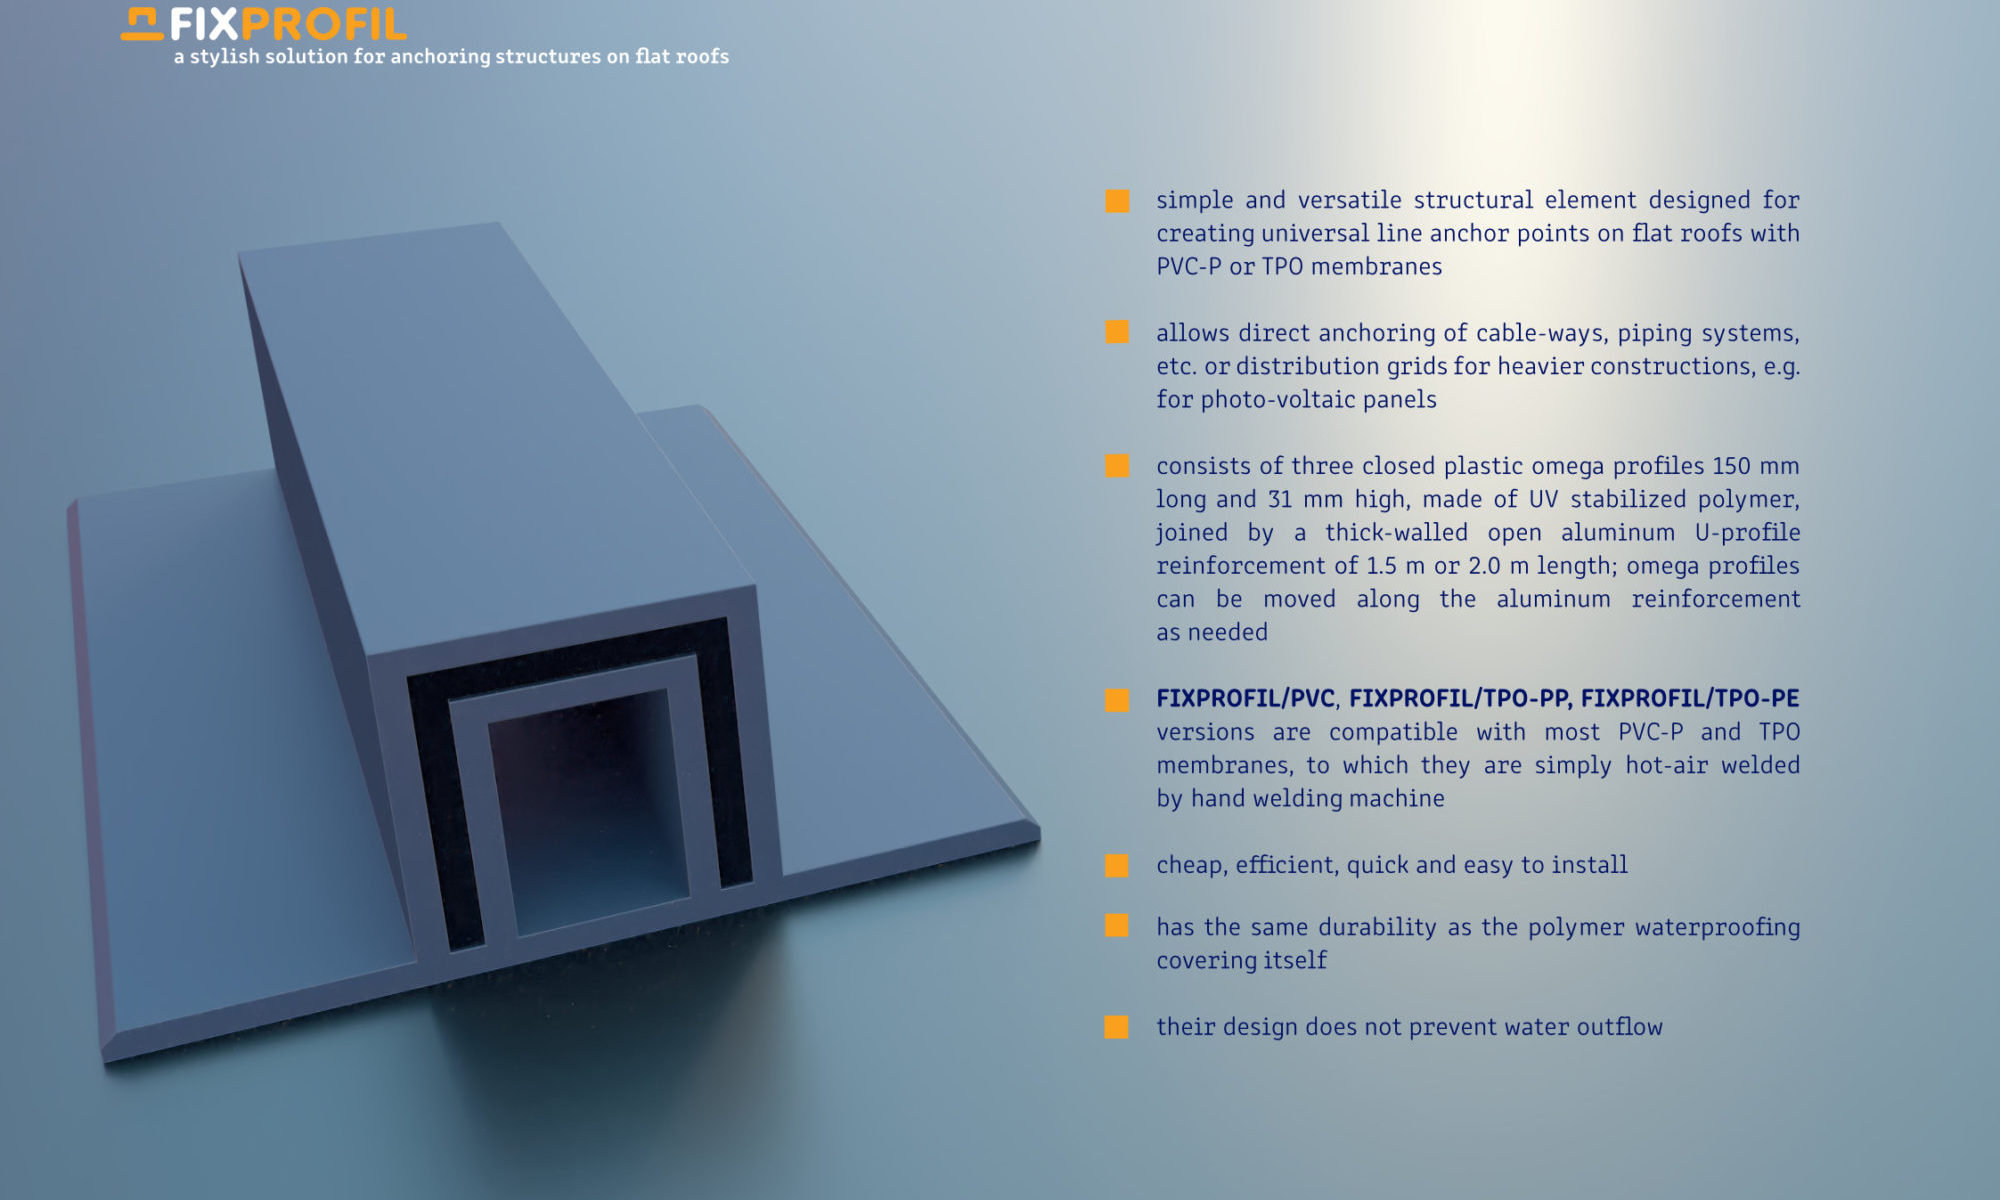 FIXPROFIL
a stylish solution for anchoring structures on flat roofs
simple and versatile structural element designed for
creating universal line anchor points on flat roofs with
PVC-P or TPO membranes
allows direct anchoring of cable-ways, piping systems,
etc. or distribution grids for heavier constructions, e.g.
for photo-voltaic panels
consists of three closed plastic omega profiles 150 mm
long and 31 mm high, made of UV stabilized polymer,
joined by a thick-walled open aluminum U-profile
reinforcement of 1.5 m or 2.0 m length; omega profiles
can be moved along the aluminum reinforcement
as needed
FIXPROFIL/PVC, FIXPROFIL/TPO-PP, FIXPROFIL/TPO-PE
versions are compatible with most PVC-P and TPO
membranes, to which they are simply hot-air welded
by hand welding machine
cheap, efficient, quick and easy to install
has the same durability as the polymer waterproofing
covering itself
their design does not prevent water outflow